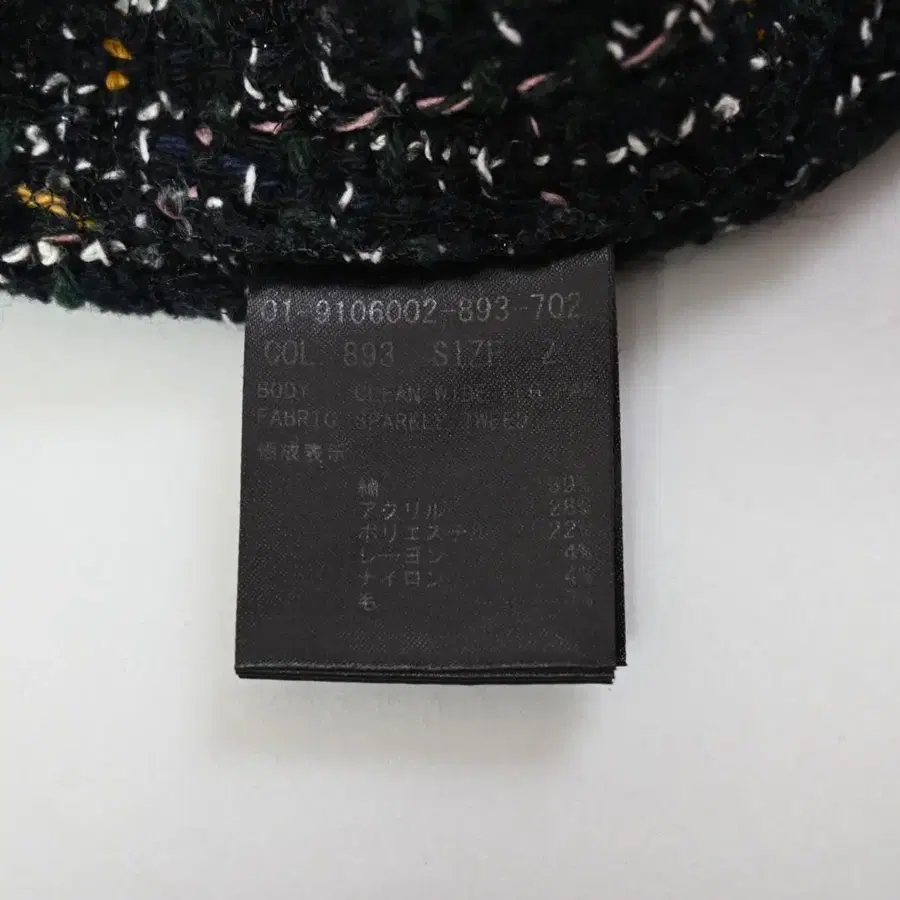 01-9106002-893-702
COL 893 SIZE 2
BODY CLEAN WIDE
FABRIC SPARKLE TWEED
表示
綿
アクリル 28%
ポリエステル 22%
レーヨン 4%
ナイロン 4%
毛